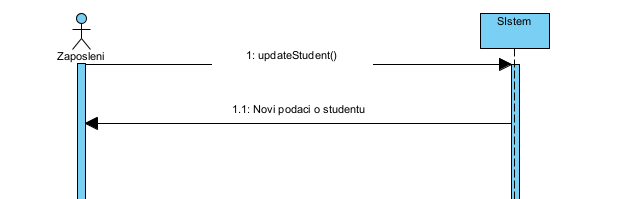 SIstem
Zaposleni
1: updateStudent()
1.1: Novi podaci o studentu